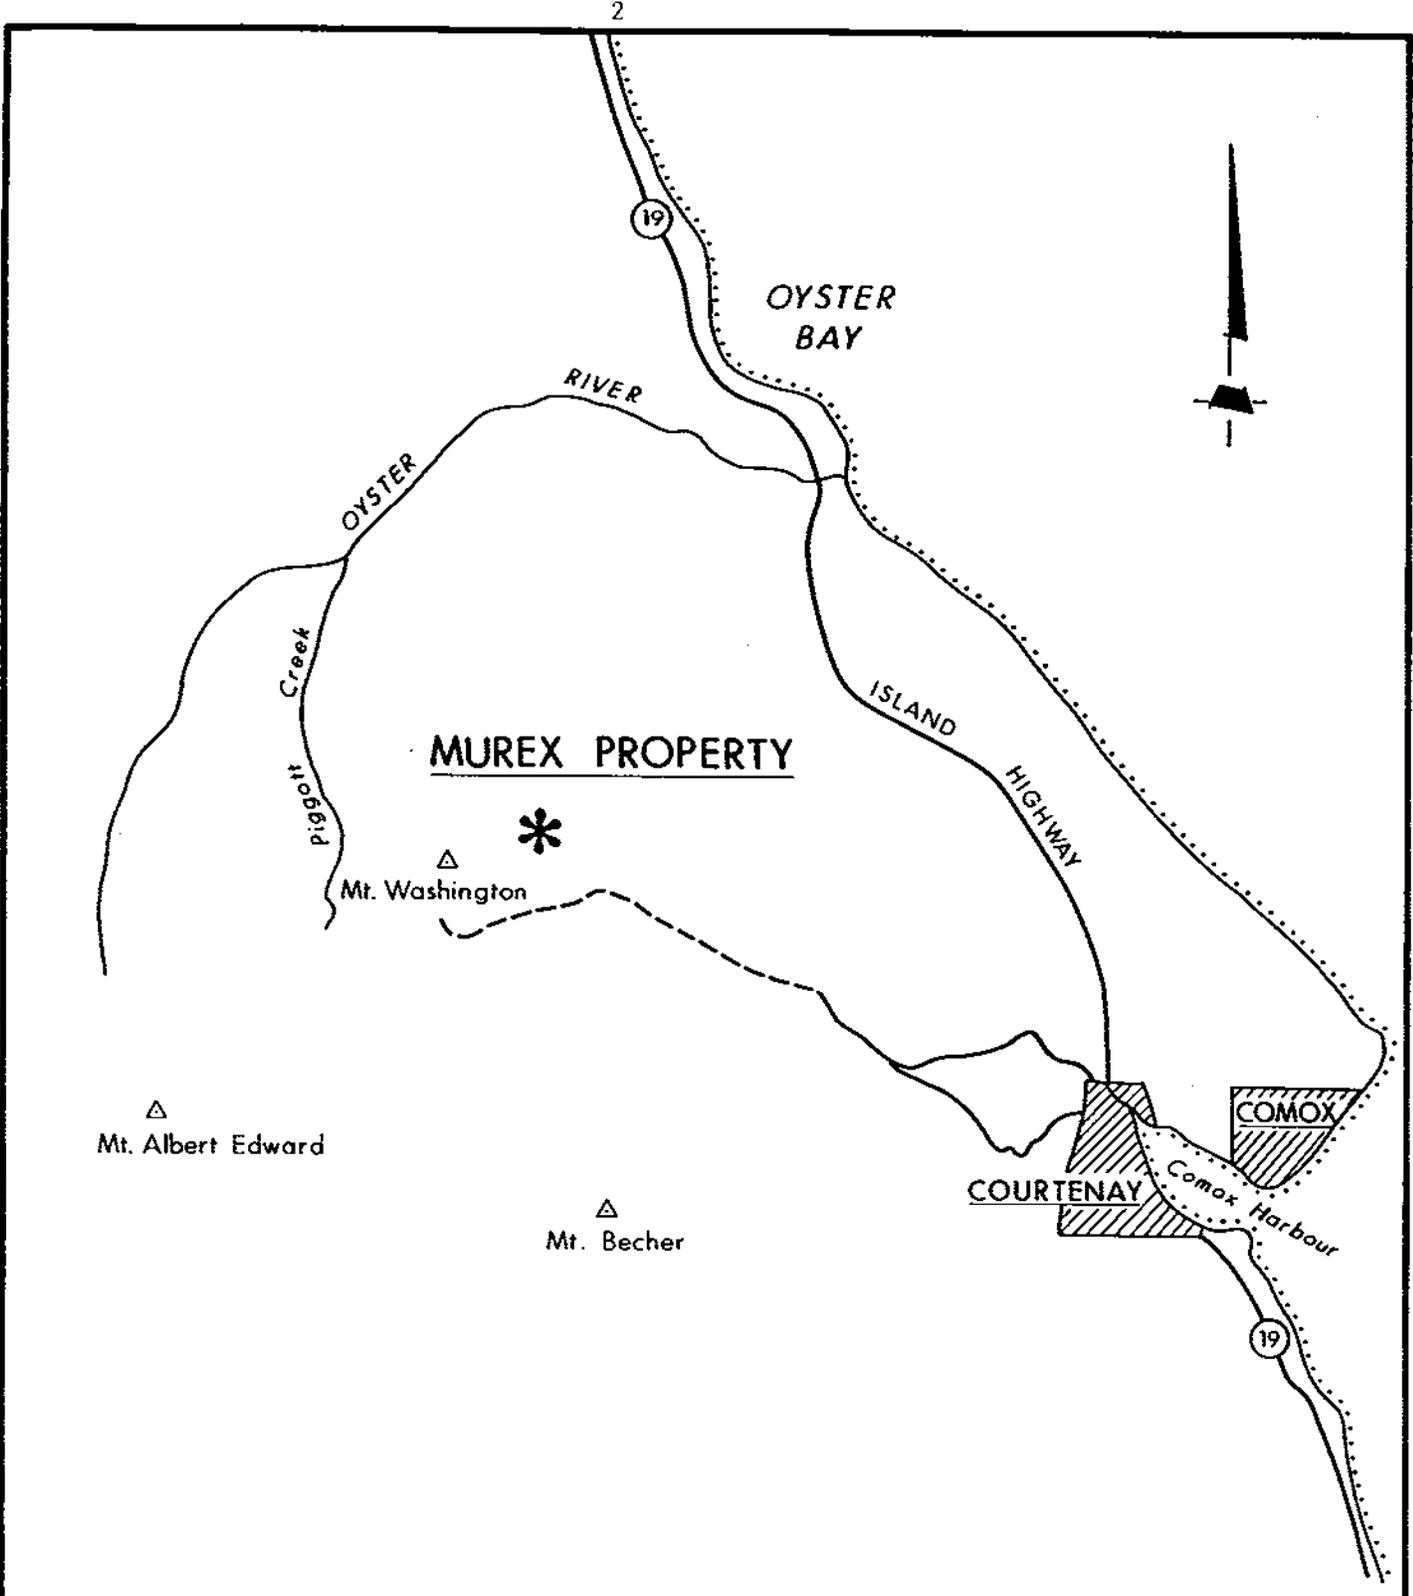 2
19
OYSTER
BAY
RIVER
OYSTER
Creek
Piggott
ISLAND
HIGHWAY
MUREX PROPERTY
Mt. Washington
Mt. Albert Edward
COMOX
COURTENAY
Comox Harbour
Mt. Becher
19